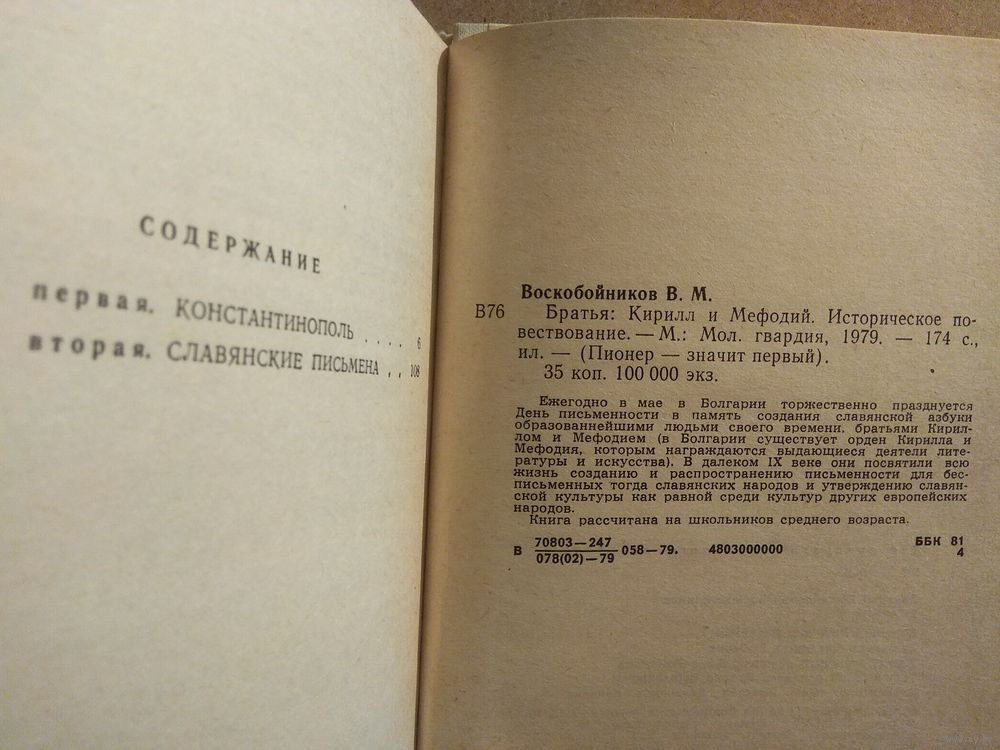 СОДЕРЖАНИЕ
первая. КОНСТАНТИНОПОЛЬ . . . . 6
вторая. СЛАВЯНСКИЕ ПИСЬМЕНА . . 108
Воскобойников В. М.
В76 Братья: Кирилл и Мефодий. Историческое по-
вествование. — М.: Мол. гвардия, 1979. — 174 с.,
ил. — (Пионер — значит первый).
35 коп. 100 000 экз.
Ежегодно в мае в Болгарии торжественно празднуется
День письменности в память создания славянской азбуки
образованнейшими людьми своего времени, братьями Кирил-
лом и Мефодием (в Болгарии существует орден Кирилла и
Мефодия, которым награждаются выдающиеся деятели лите-
ратуры и искусства). В далеком IX веке они посвятили всю
жизнь созданию и распространению письменности для бес-
письменных тогда славянских народов и утверждению славян-
ской культуры как равной среди культур других европейских
народов.
Книга рассчитана на школьников среднего возраста.
В 70803—247 058—79. 4803000000 ББК 81
078(02)—79 4